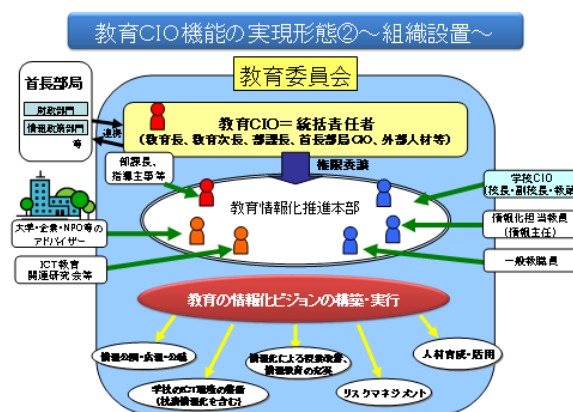 教育CIO機能の実現形態②～組織設置～
教育委員会
首長部局
財政部門
情報政策部門
等
連携
教育CIO＝統括責任者
(教育長、教育次長、部課長、首長部局CIO、外部人材等)
部課長、
指導主事等
権限委譲
学校CIO
(校長・副校長・教頭)
教育情報化推進本部
大学・企業・NPO等の
アドバイザー
情報化担当教員
(情報主任)
ICT教育
関連研究会等
一般教職員
教育の情報化ビジョンの構築・実行
情報公開・広報・公聴
情報化による授業改善、
情報教育の充実
人材育成・活用
学校のICT環境の整備
(校務情報化を含む)
リスクマネジメント